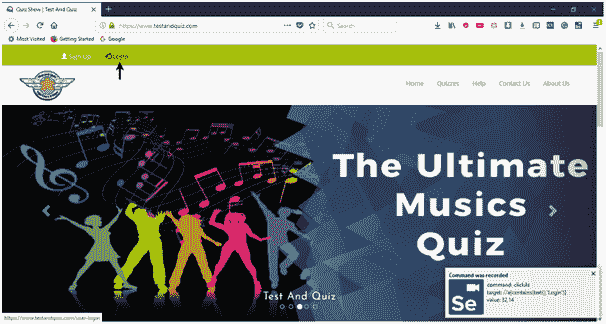 Quiz Show | Test And Quiz
https://www.testandquiz.com
Search
Most Visited Getting Started Google
Sign Up Login
Home Quizzes Help Contact Us About Us
The Ultimate
Musics
Quiz
Test And Quiz
Command was recorded
Se
command: clickAt
target: //a[contains(text(),'Login')]
value: 32,14
https://www.testandquiz.com/user-login